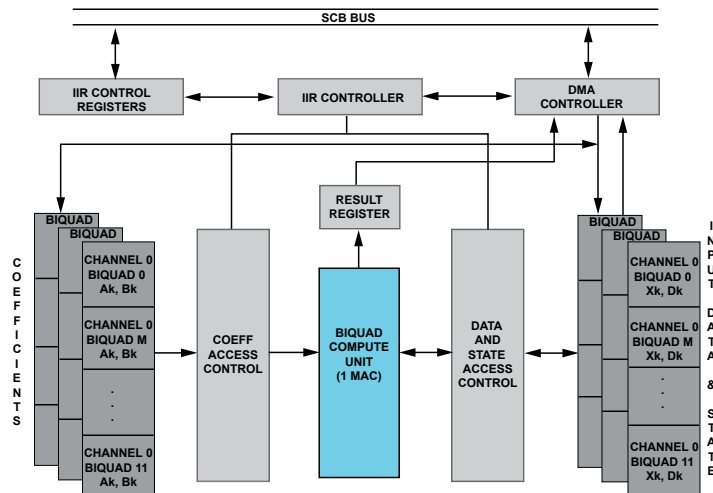 SCB BUS
IIR CONTROL
REGISTERS
IIR CONTROLLER
DMA
CONTROLLER
RESULT
REGISTER
COEFFICIENTS
BIQUAD
BIQUAD
CHANNEL 0
BIQUAD 0
Ak, Bk
CHANNEL 0
BIQUAD M
Ak, Bk
.
.
.
CHANNEL 0
BIQUAD 11
Ak, Bk
COEFF
ACCESS
CONTROL
BIQUAD
COMPUTE
UNIT
(1 MAC)
DATA
AND
STATE
ACCESS
CONTROL
BIQUAD
BIQUAD
CHANNEL 0
BIQUAD 0
Xk, Dk
CHANNEL 0
BIQUAD M
Xk, Dk
.
.
.
CHANNEL 0
BIQUAD 11
Xk, Dk
INPUT DATA & STATE